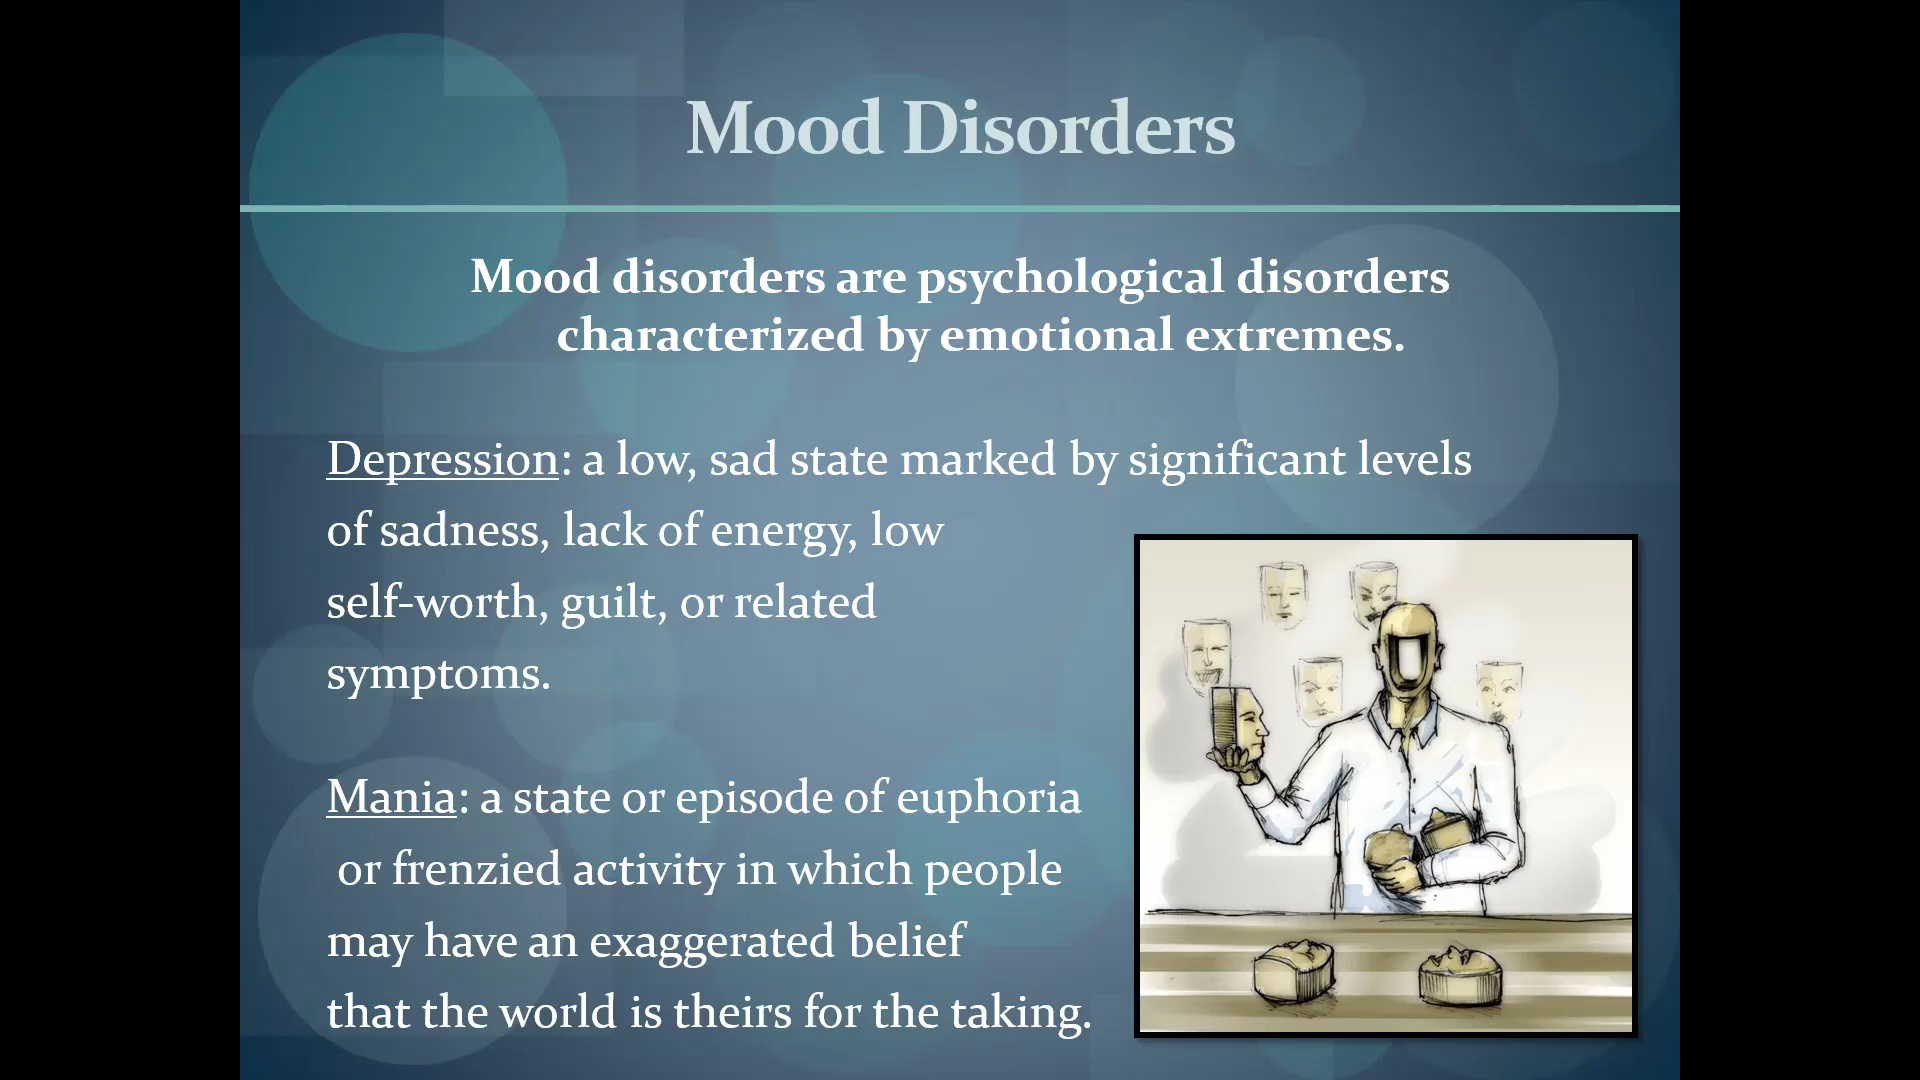 Mood Disorders
Mood disorders are psychological disorders
characterized by emotional extremes.
Depression: a low, sad state marked by significant levels
of sadness, lack of energy, low
self-worth, guilt, or related
symptoms.
Mania: a state or episode of euphoria
or frenzied activity in which people
may have an exaggerated belief
that the world is theirs for the taking.